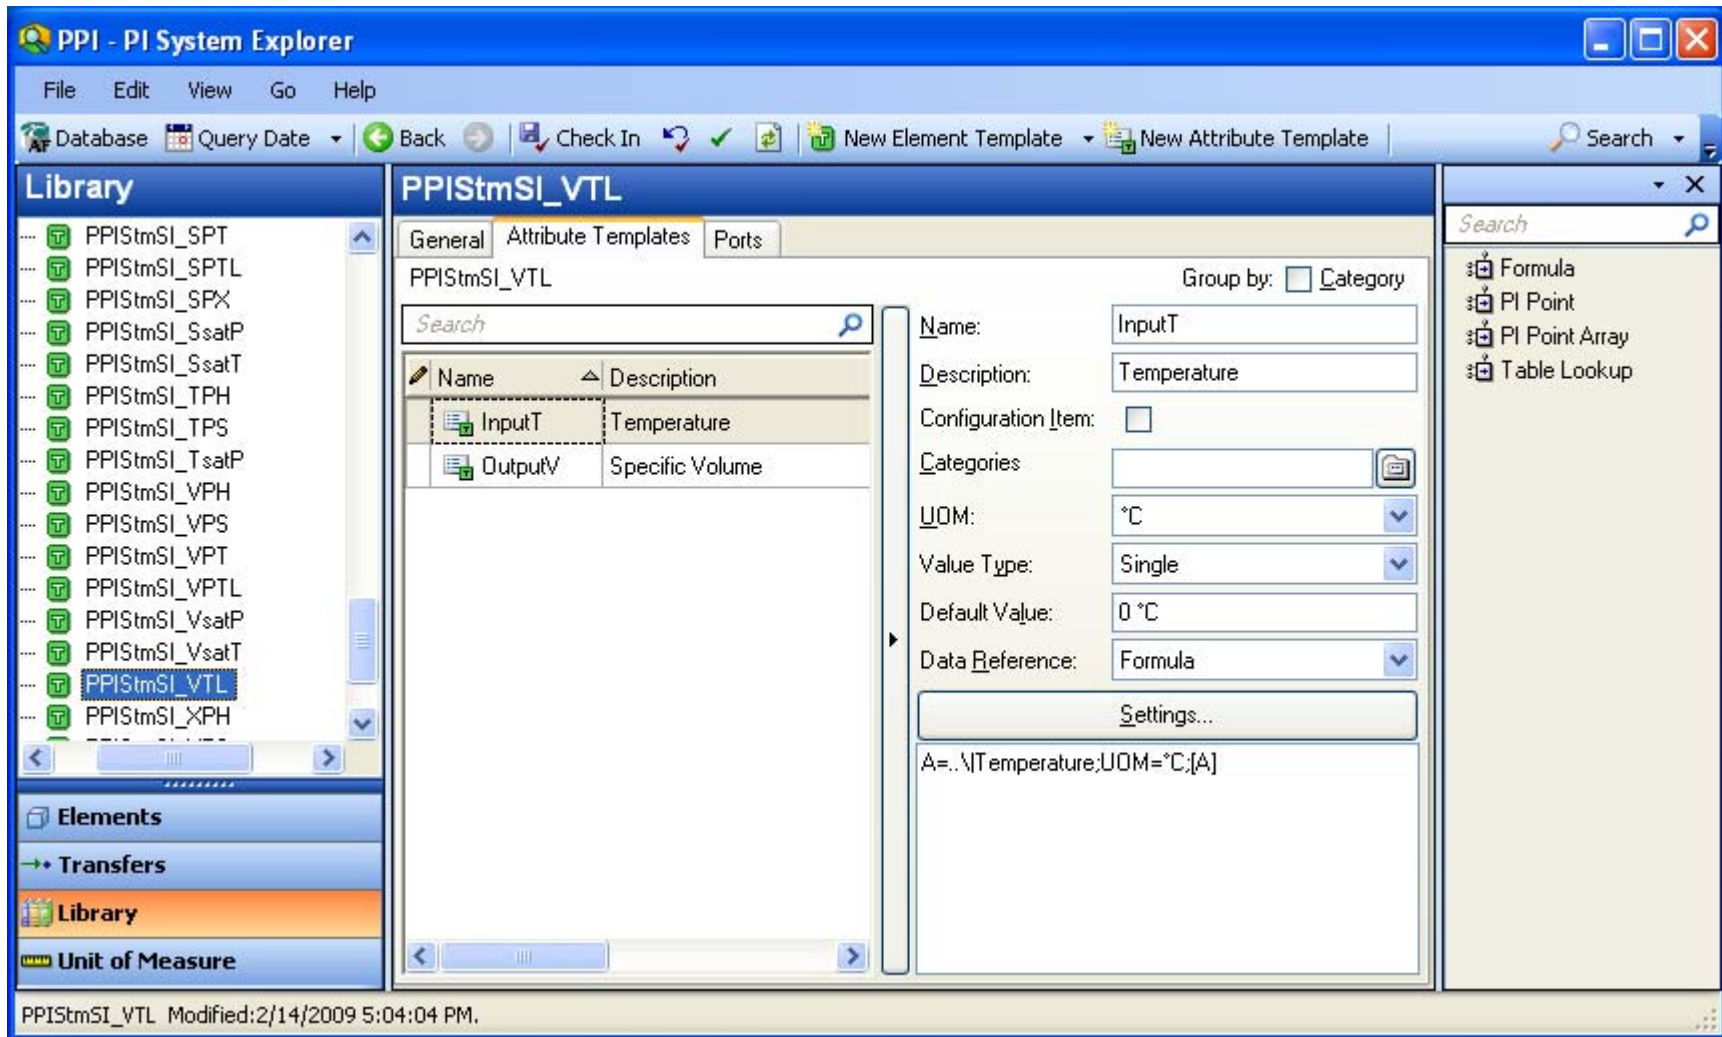 PPI - PI System Explorer
File Edit View Go Help
AF Database Query Date Back Check In New Element Template New Attribute Template Search
Library
PPIStmSI_SPT
PPIStmSI_SPTL
PPIStmSI_SPX
PPIStmSI_SsatP
PPIStmSI_SsatT
PPIStmSI_TPH
PPIStmSI_TPS
PPIStmSI_TsatP
PPIStmSI_VPH
PPIStmSI_VPS
PPIStmSI_VPT
PPIStmSI_VPTL
PPIStmSI_VsatP
PPIStmSI_VsatT
PPIStmSI_VTL
PPIStmSI_XPH
Elements
Transfers
Library
Unit of Measure
PPIStmSI_VTL
General Attribute Templates Ports
PPIStmSI_VTL Group by: Category
Search
Name Description
InputT Temperature
OutputV Specific Volume
Name: InputT
Description: Temperature
Configuration Item:
Categories
UOM: °C
Value Type: Single
Default Value: 0 °C
Data Reference: Formula
Settings...
A=..\|Temperature;UOM=°C;[A]
Search
Formula
PI Point
PI Point Array
Table Lookup
PPIStmSI_VTL Modified:2/14/2009 5:04:04 PM.